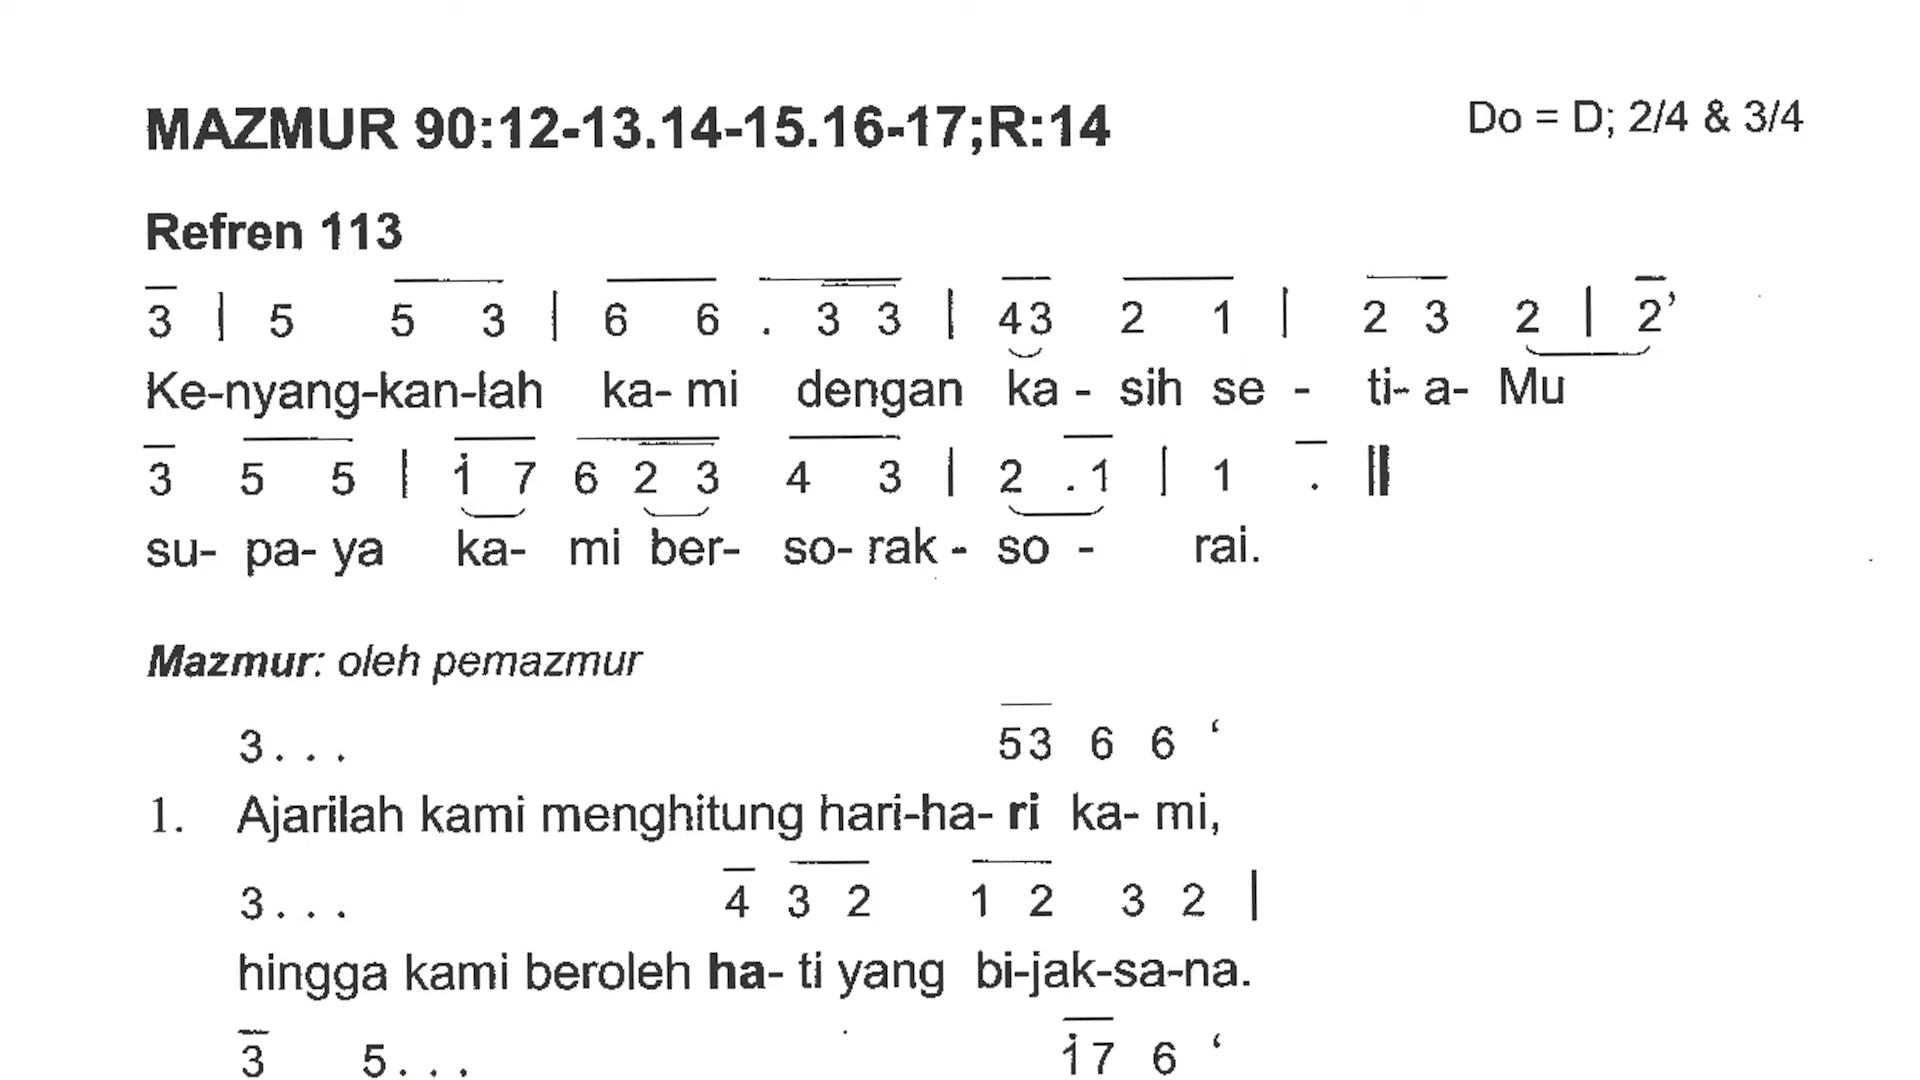 MAZMUR 90:12-13.14-15.16-17;R:14 Do = D; 2/4 & 3/4
Refren 113
3 | 5 5 3 | 6 6 . 3 3 | 43 2 1 | 2 3 2 | 2’
Ke-nyang-kan-lah ka- mi dengan ka - sih se - ti- a- Mu
3 5 5 | i 7 6 2 3 4 3 | 2 .1 | 1 . ||
su- pa- ya ka- mi ber- so- rak - so - rai.
Mazmur: oleh pemazmur
3 . . . 53 6 6 ‘
1. Ajarilah kami menghitung hari-ha- ri ka- mi,
3 . . . 4 3 2 1 2 3 2 |
hingga kami beroleh ha- ti yang bi-jak-sa-na.
3 5 . . . i7 6 ‘